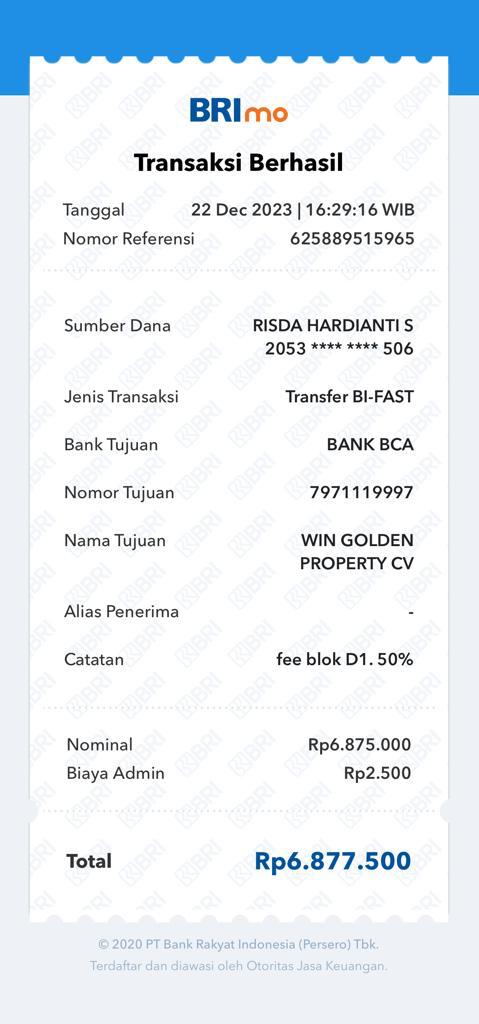 BRImo
Transaksi Berhasil
Tanggal 22 Dec 2023 | 16:29:16 WIB
Nomor Referensi 625889515965
Sumber Dana RISDA HARDIANTI S
2053 **** **** 506
Jenis Transaksi Transfer BI-FAST
Bank Tujuan BANK BCA
Nomor Tujuan 7971119997
Nama Tujuan WIN GOLDEN
PROPERTY CV
Alias Penerima -
Catatan fee blok D1. 50%
Nominal Rp6.875.000
Biaya Admin Rp2.500
Total Rp6.877.500
© 2020 PT Bank Rakyat Indonesia (Persero) Tbk.
Terdaftar dan diawasi oleh Otoritas Jasa Keuangan.